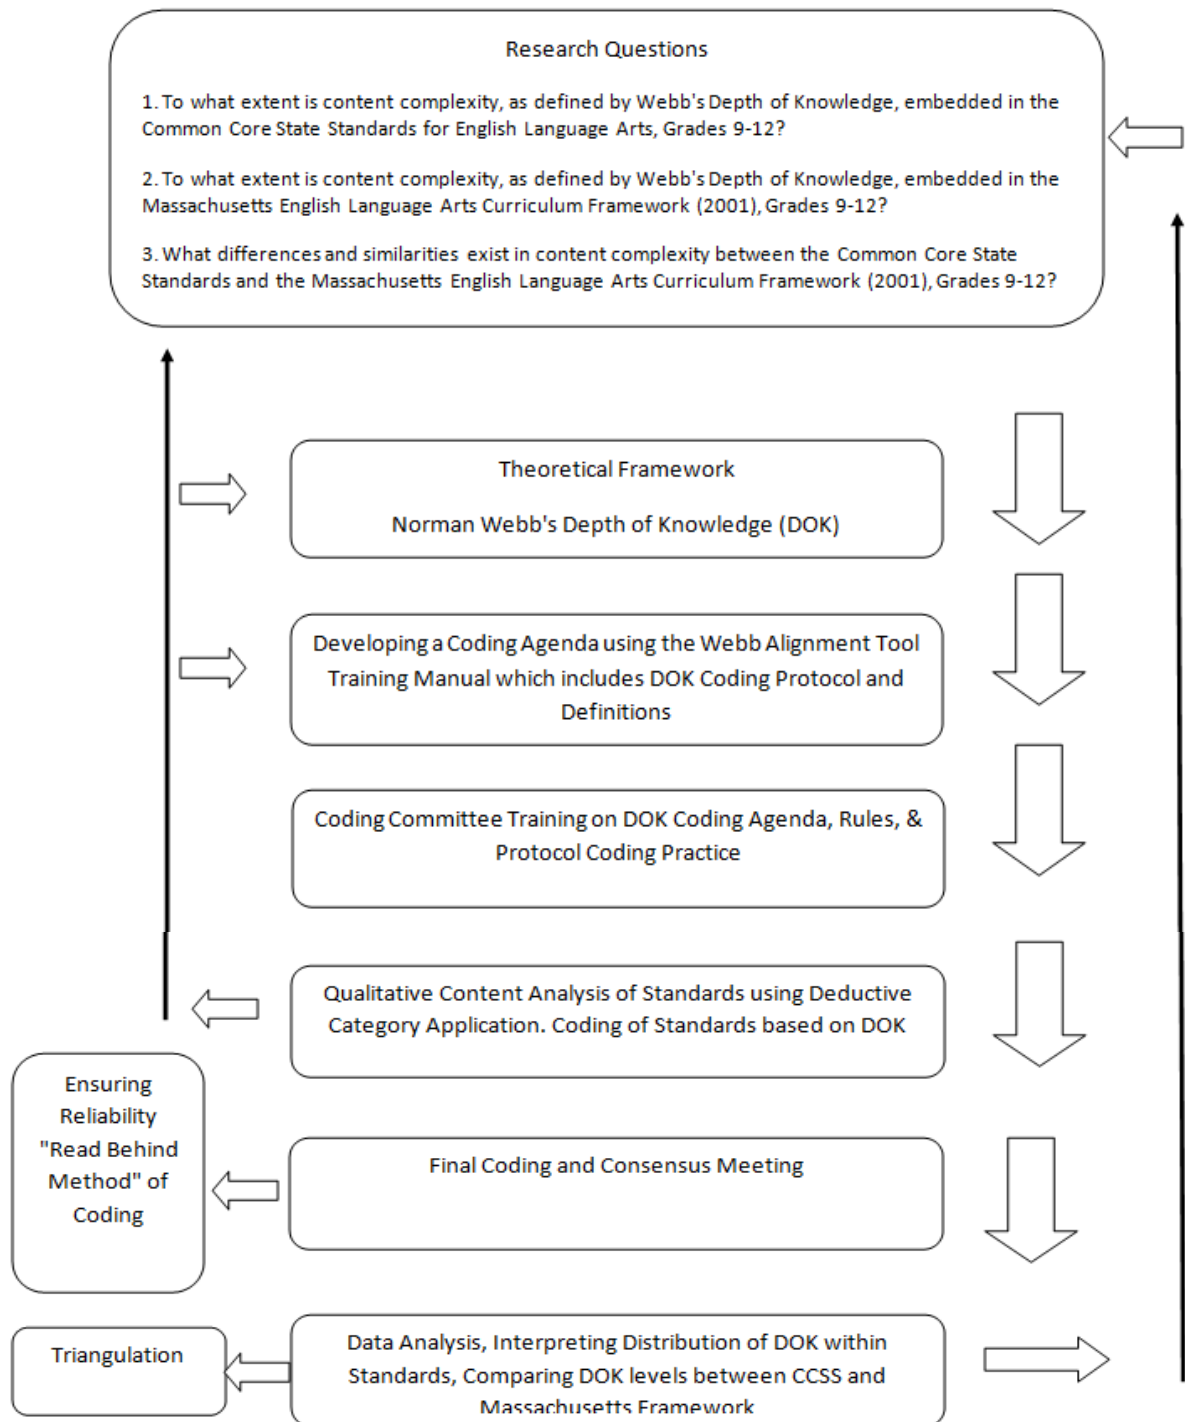 Research Questions
1. To what extent is content complexity, as defined by Webb's Depth of Knowledge, embedded in the
Common Core State Standards for English Language Arts, Grades 9-12?
2. To what extent is content complexity, as defined by Webb's Depth of Knowledge, embedded in the
Massachusetts English Language Arts Curriculum Framework (2001), Grades 9-12?
3. What differences and similarities exist in content complexity between the Common Core State
Standards and the Massachusetts English Language Arts Curriculum Framework (2001), Grades 9-12?
Theoretical Framework
Norman Webb's Depth of Knowledge (DOK)
Developing a Coding Agenda using the Webb Alignment Tool
Training Manual which includes DOK Coding Protocol and
Definitions
Coding Committee Training on DOK Coding Agenda, Rules, &
Protocol Coding Practice
Qualitative Content Analysis of Standards using Deductive
Category Application. Coding of Standards based on DOK
Ensuring
Reliability
"Read Behind
Method" of
Coding
Final Coding and Consensus Meeting
Triangulation
Data Analysis, Interpreting Distribution of DOK within
Standards, Comparing DOK levels between CCSS and
Massachusetts Framework